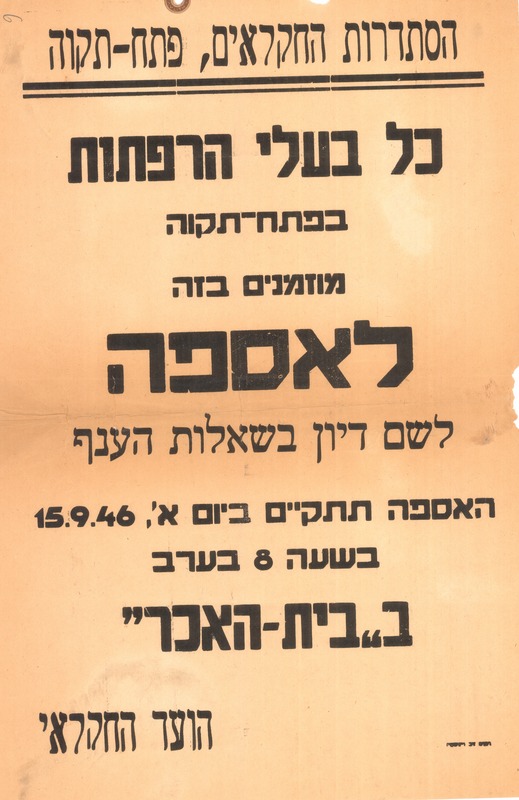 הסתדרות החקלאים, פתח-תקוה
כל בעלי הרפתות
בפתח-תקוה
מוזמנים בזה
לאספה
לשם דיון בשאלות הענף
האספה תתקיים ביום א', 15.9.46
בשעה 8 בערב
ב„בית-האכר"
הועד החקלאי